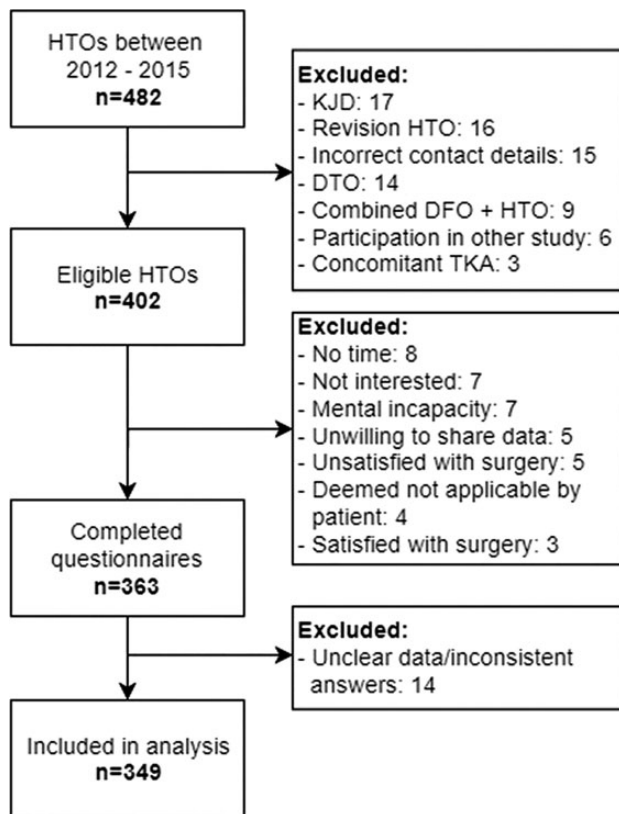 HTOs between
2012 - 2015
n=482
Excluded:
- KJD: 17
- Revision HTO: 16
- Incorrect contact details: 15
- DTO: 14
- Combined DFO + HTO: 9
- Participation in other study: 6
- Concomitant TKA: 3
Eligible HTOs
n=402
Excluded:
- No time: 8
- Not interested: 7
- Mental incapacity: 7
- Unwilling to share data: 5
- Unsatisfied with surgery: 5
- Deemed not applicable by
patient: 4
- Satisfied with surgery: 3
Completed
questionnaires
n=363
Excluded:
- Unclear data/inconsistent
answers: 14
Included in analysis
n=349